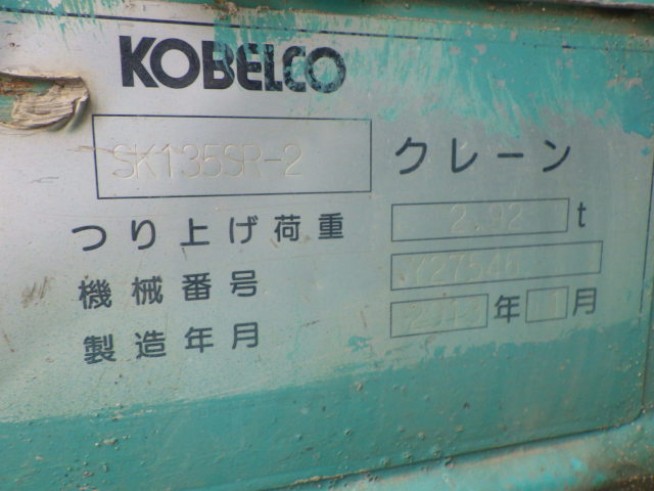 KOBELCO
SK135SR-2 クレーン
つり上げ荷重 2.92 t
機械番号
製造年月 年 1 月